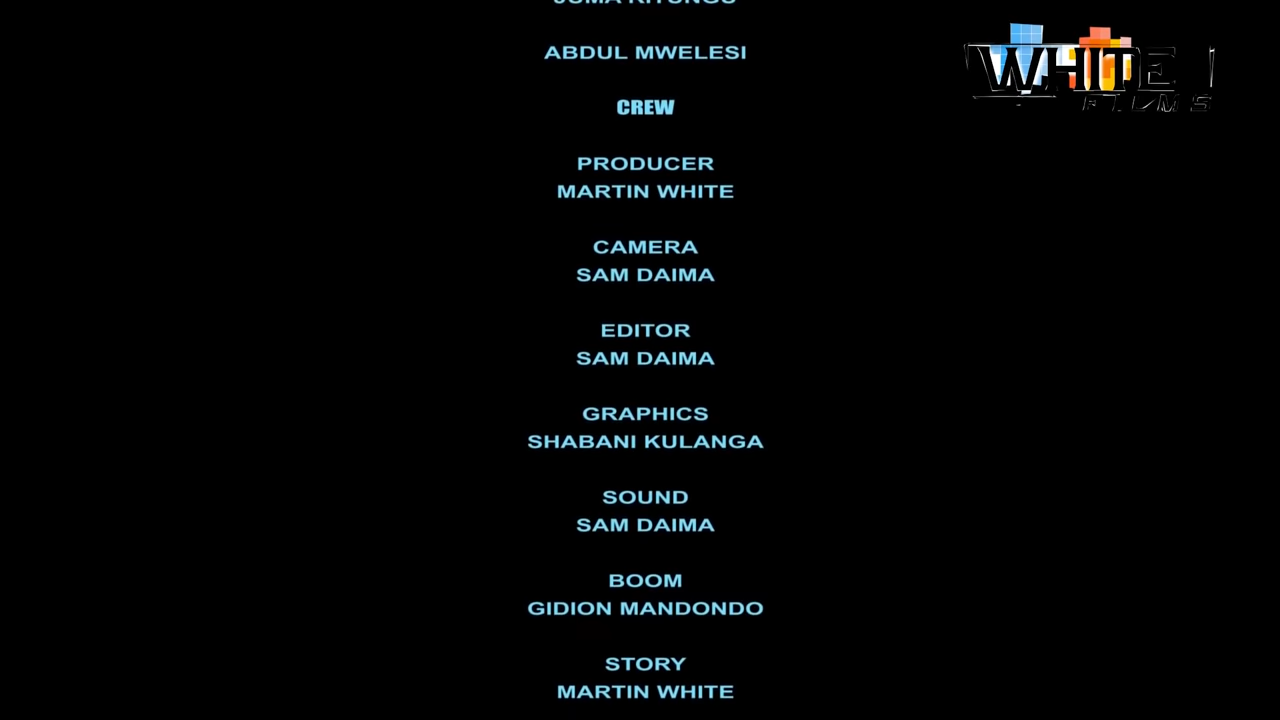 ABDUL MWELESI
CREW
PRODUCER
MARTIN WHITE
CAMERA
SAM DAIMA
EDITOR
SAM DAIMA
GRAPHICS
SHABANI KULANGA
SOUND
SAM DAIMA
BOOM
GIDION MANDONDO
STORY
MARTIN WHITE
WHITE
FILMS